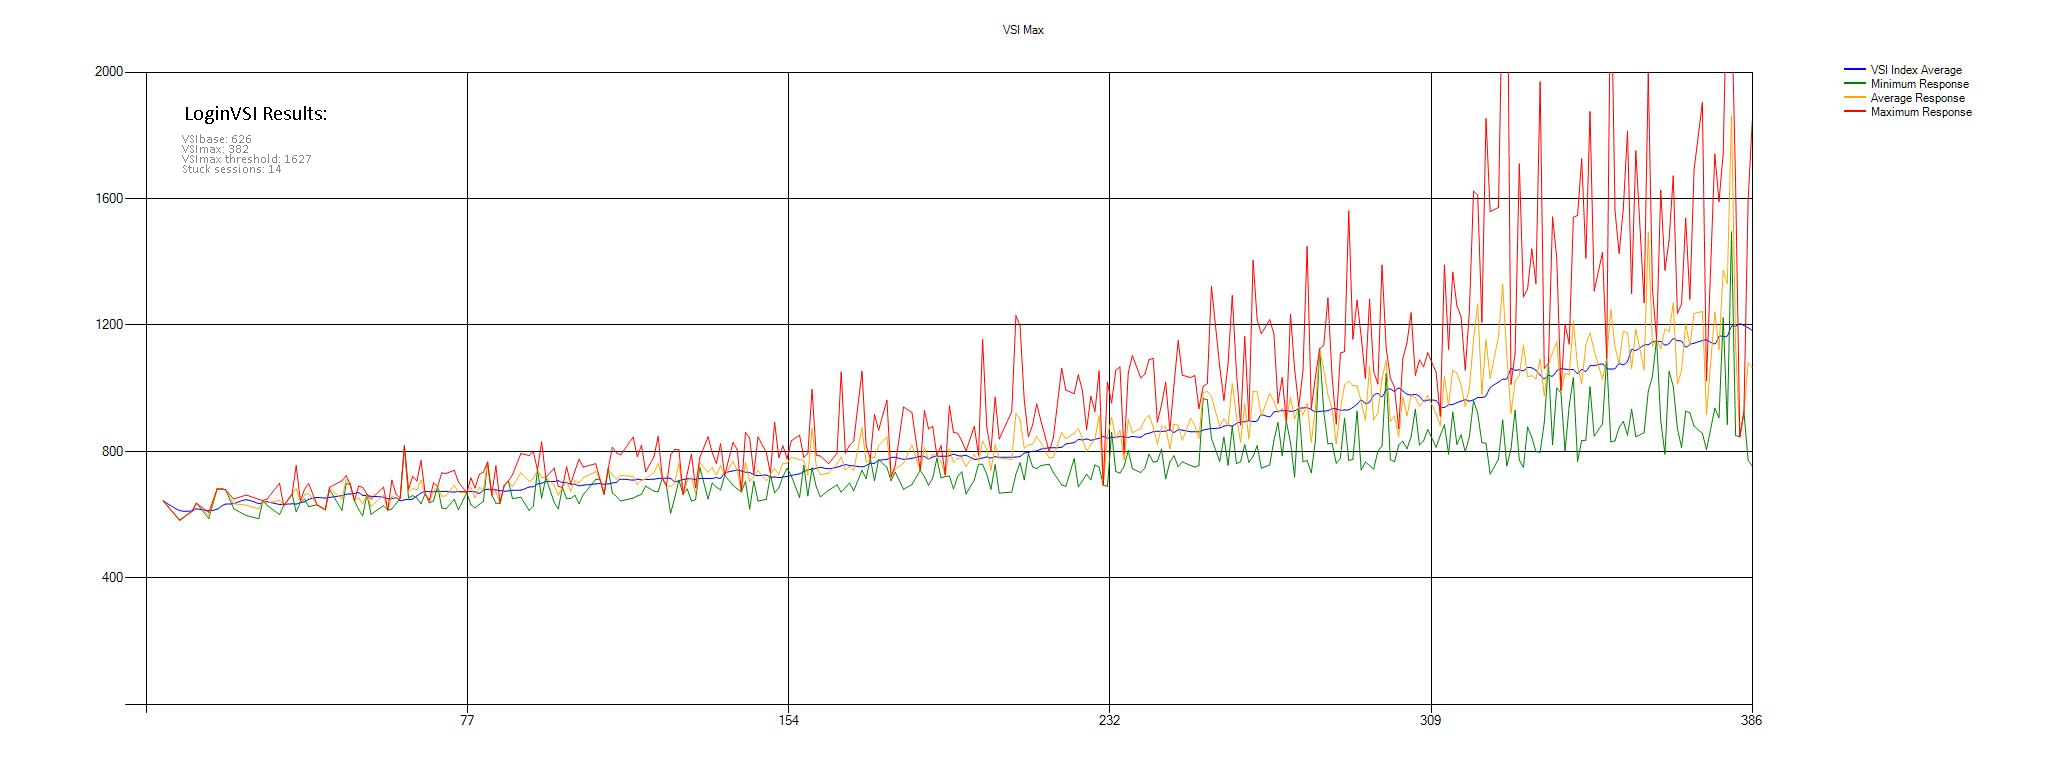 VSI Max
2000
1600
1200
800
400
LoginVSI Results:
VSIbase: 626
VSImax: 382
VSImax threshold: 1627
Stuck sessions: 14
VSI Index Average
Minimum Response
Average Response
Maximum Response
77
154
232
309
386